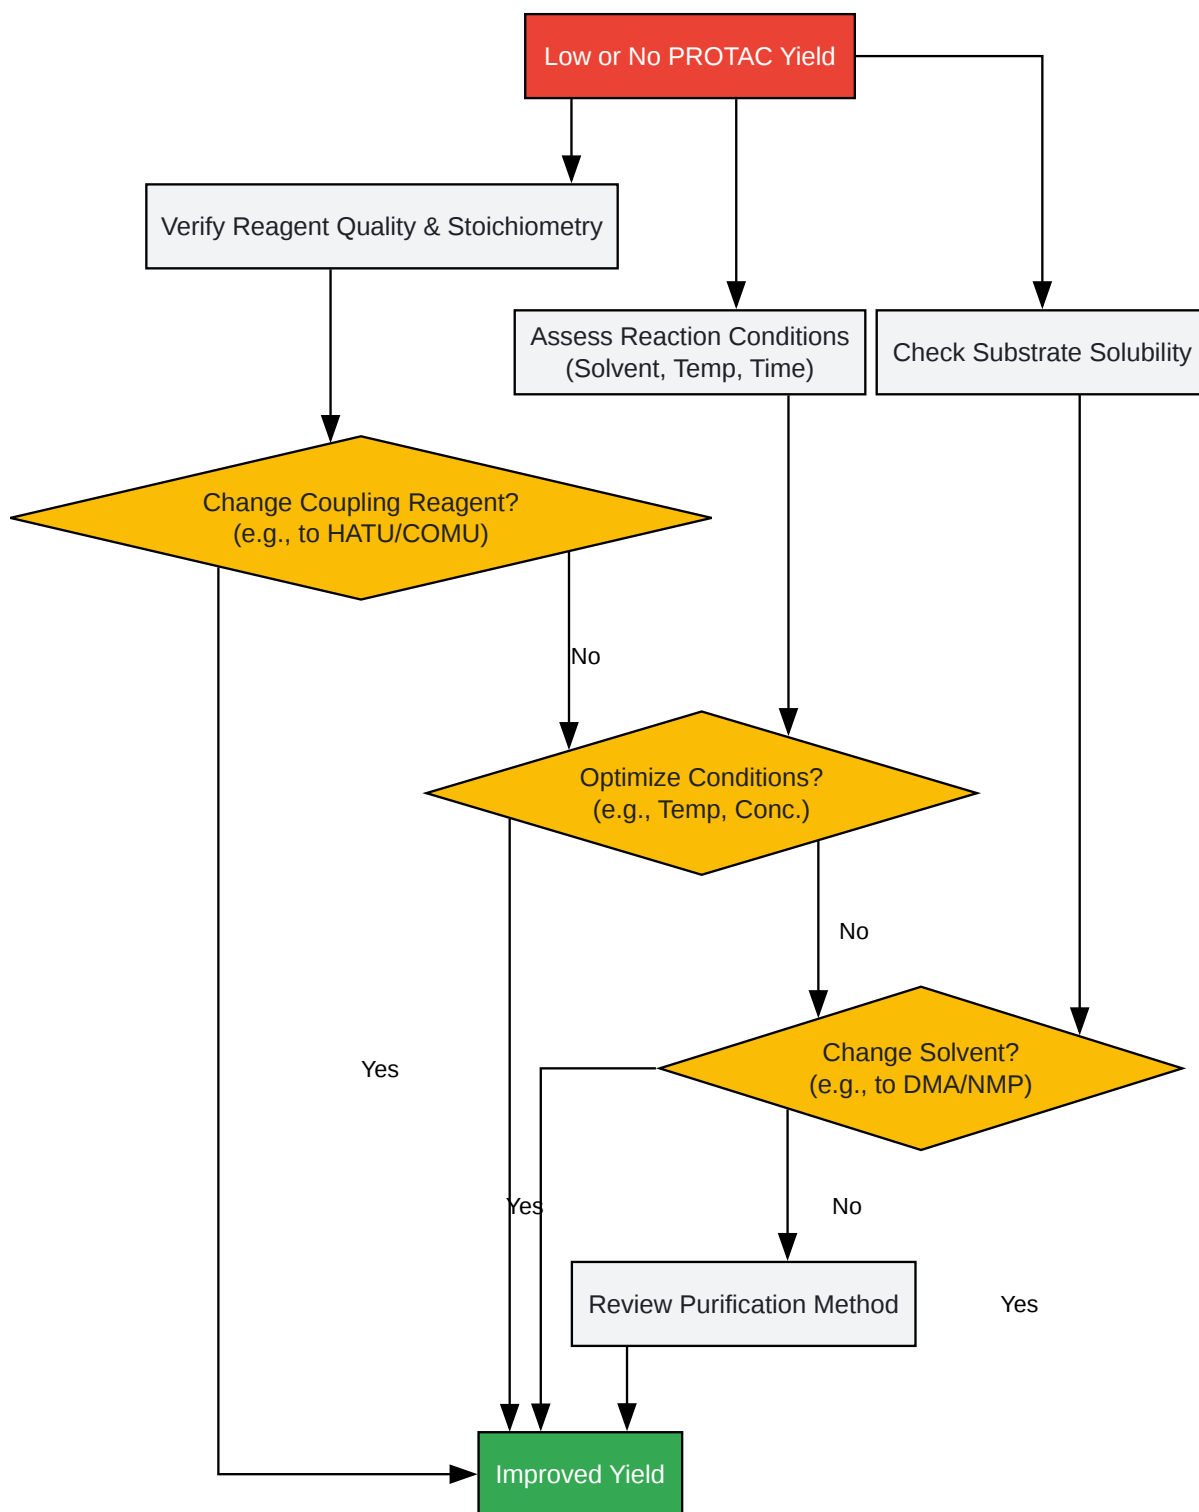 Low or No PROTAC Yield
Verify Reagent Quality & Stoichiometry
Assess Reaction Conditions
(Solvent, Temp, Time)
Check Substrate Solubility
Change Coupling Reagent?
(e.g., to HATU/COMU)
No
Optimize Conditions?
(e.g., Temp, Conc.)
No
Change Solvent?
(e.g., to DMA/NMP)
Yes
Yes
No
Review Purification Method
Yes
Improved Yield